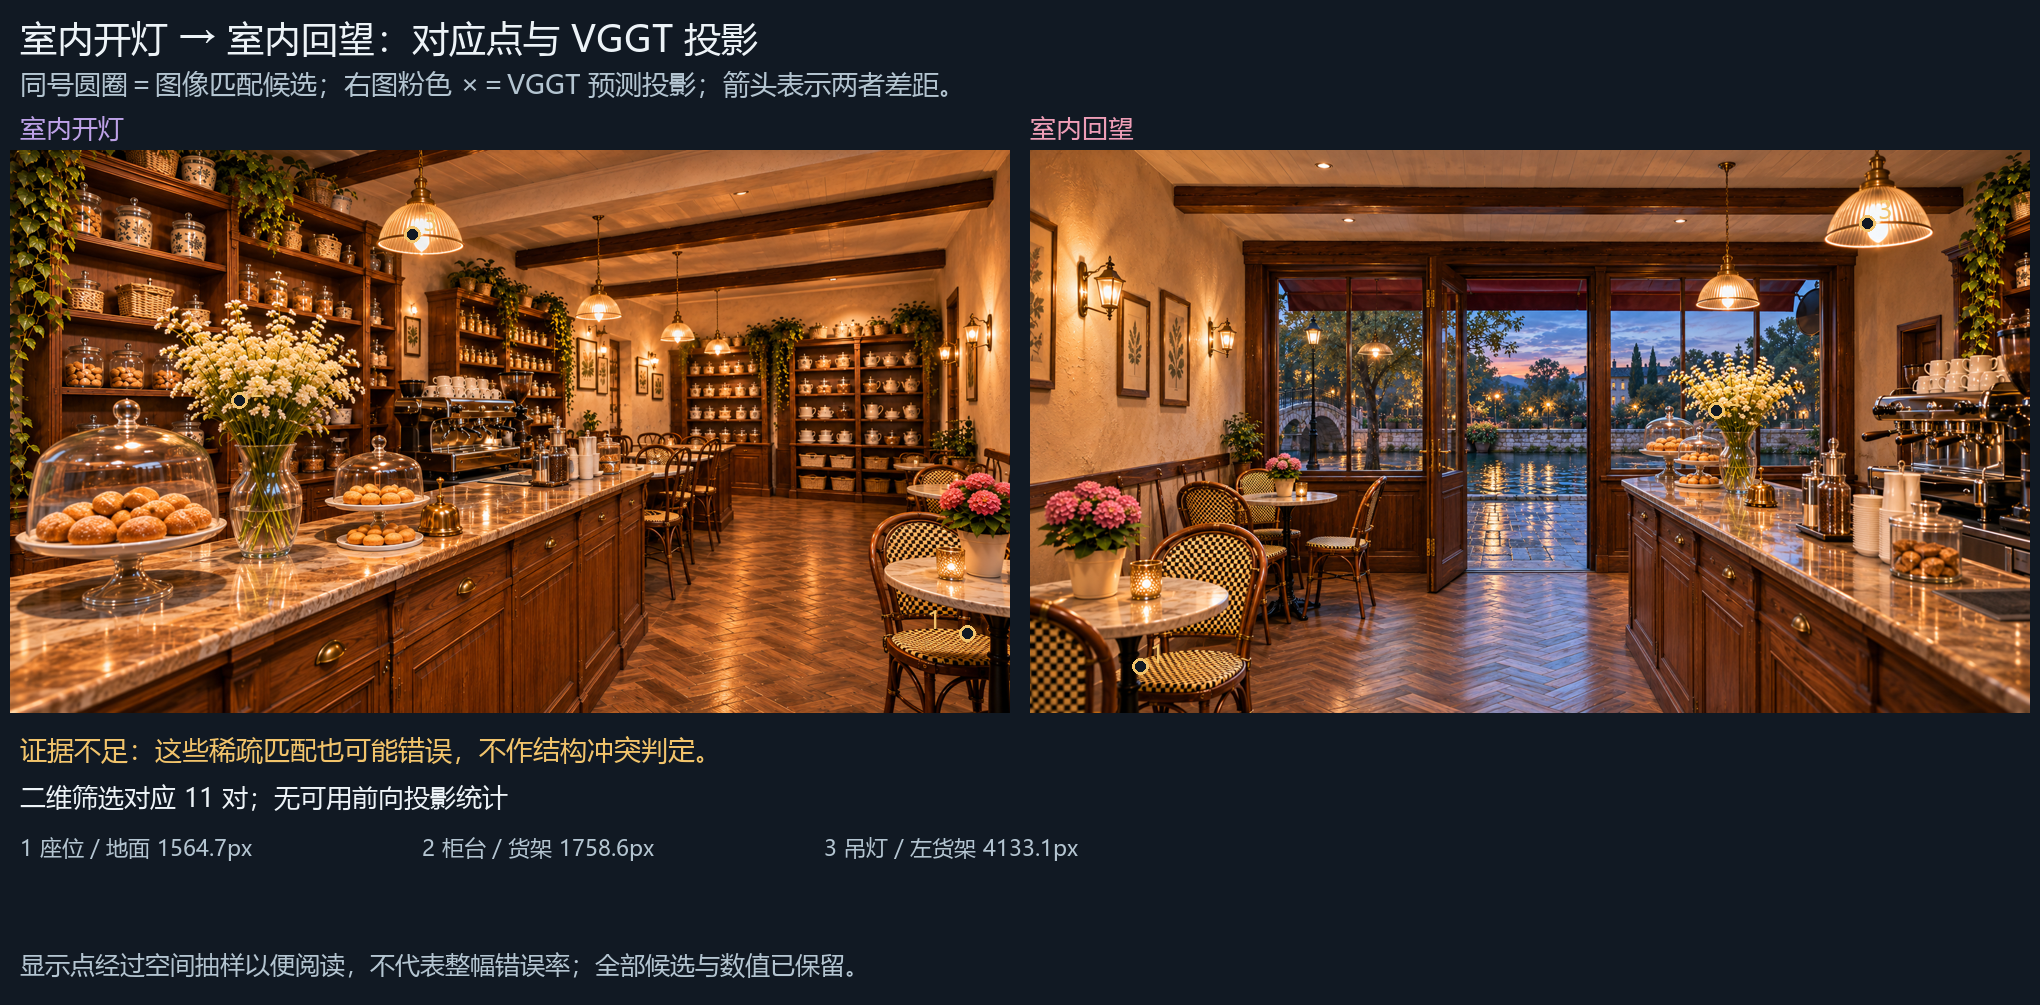 室内开灯 → 室内回望：对应点与 VGGT 投影
同号圆圈 = 图像匹配候选；右图粉色 × = VGGT 预测投影；箭头表示两者差距。
室内开灯
室内回望
3
3
1
1
证据不足：这些稀疏匹配也可能错误，不作结构冲突判定。
二维筛选对应 11 对；无可用前向投影统计
1 座位 / 地面 1564.7px
2 柜台 / 货架 1758.6px
3 吊灯 / 左货架 4133.1px
显示点经过空间抽样以便阅读，不代表整幅错误率；全部候选与数值已保留。